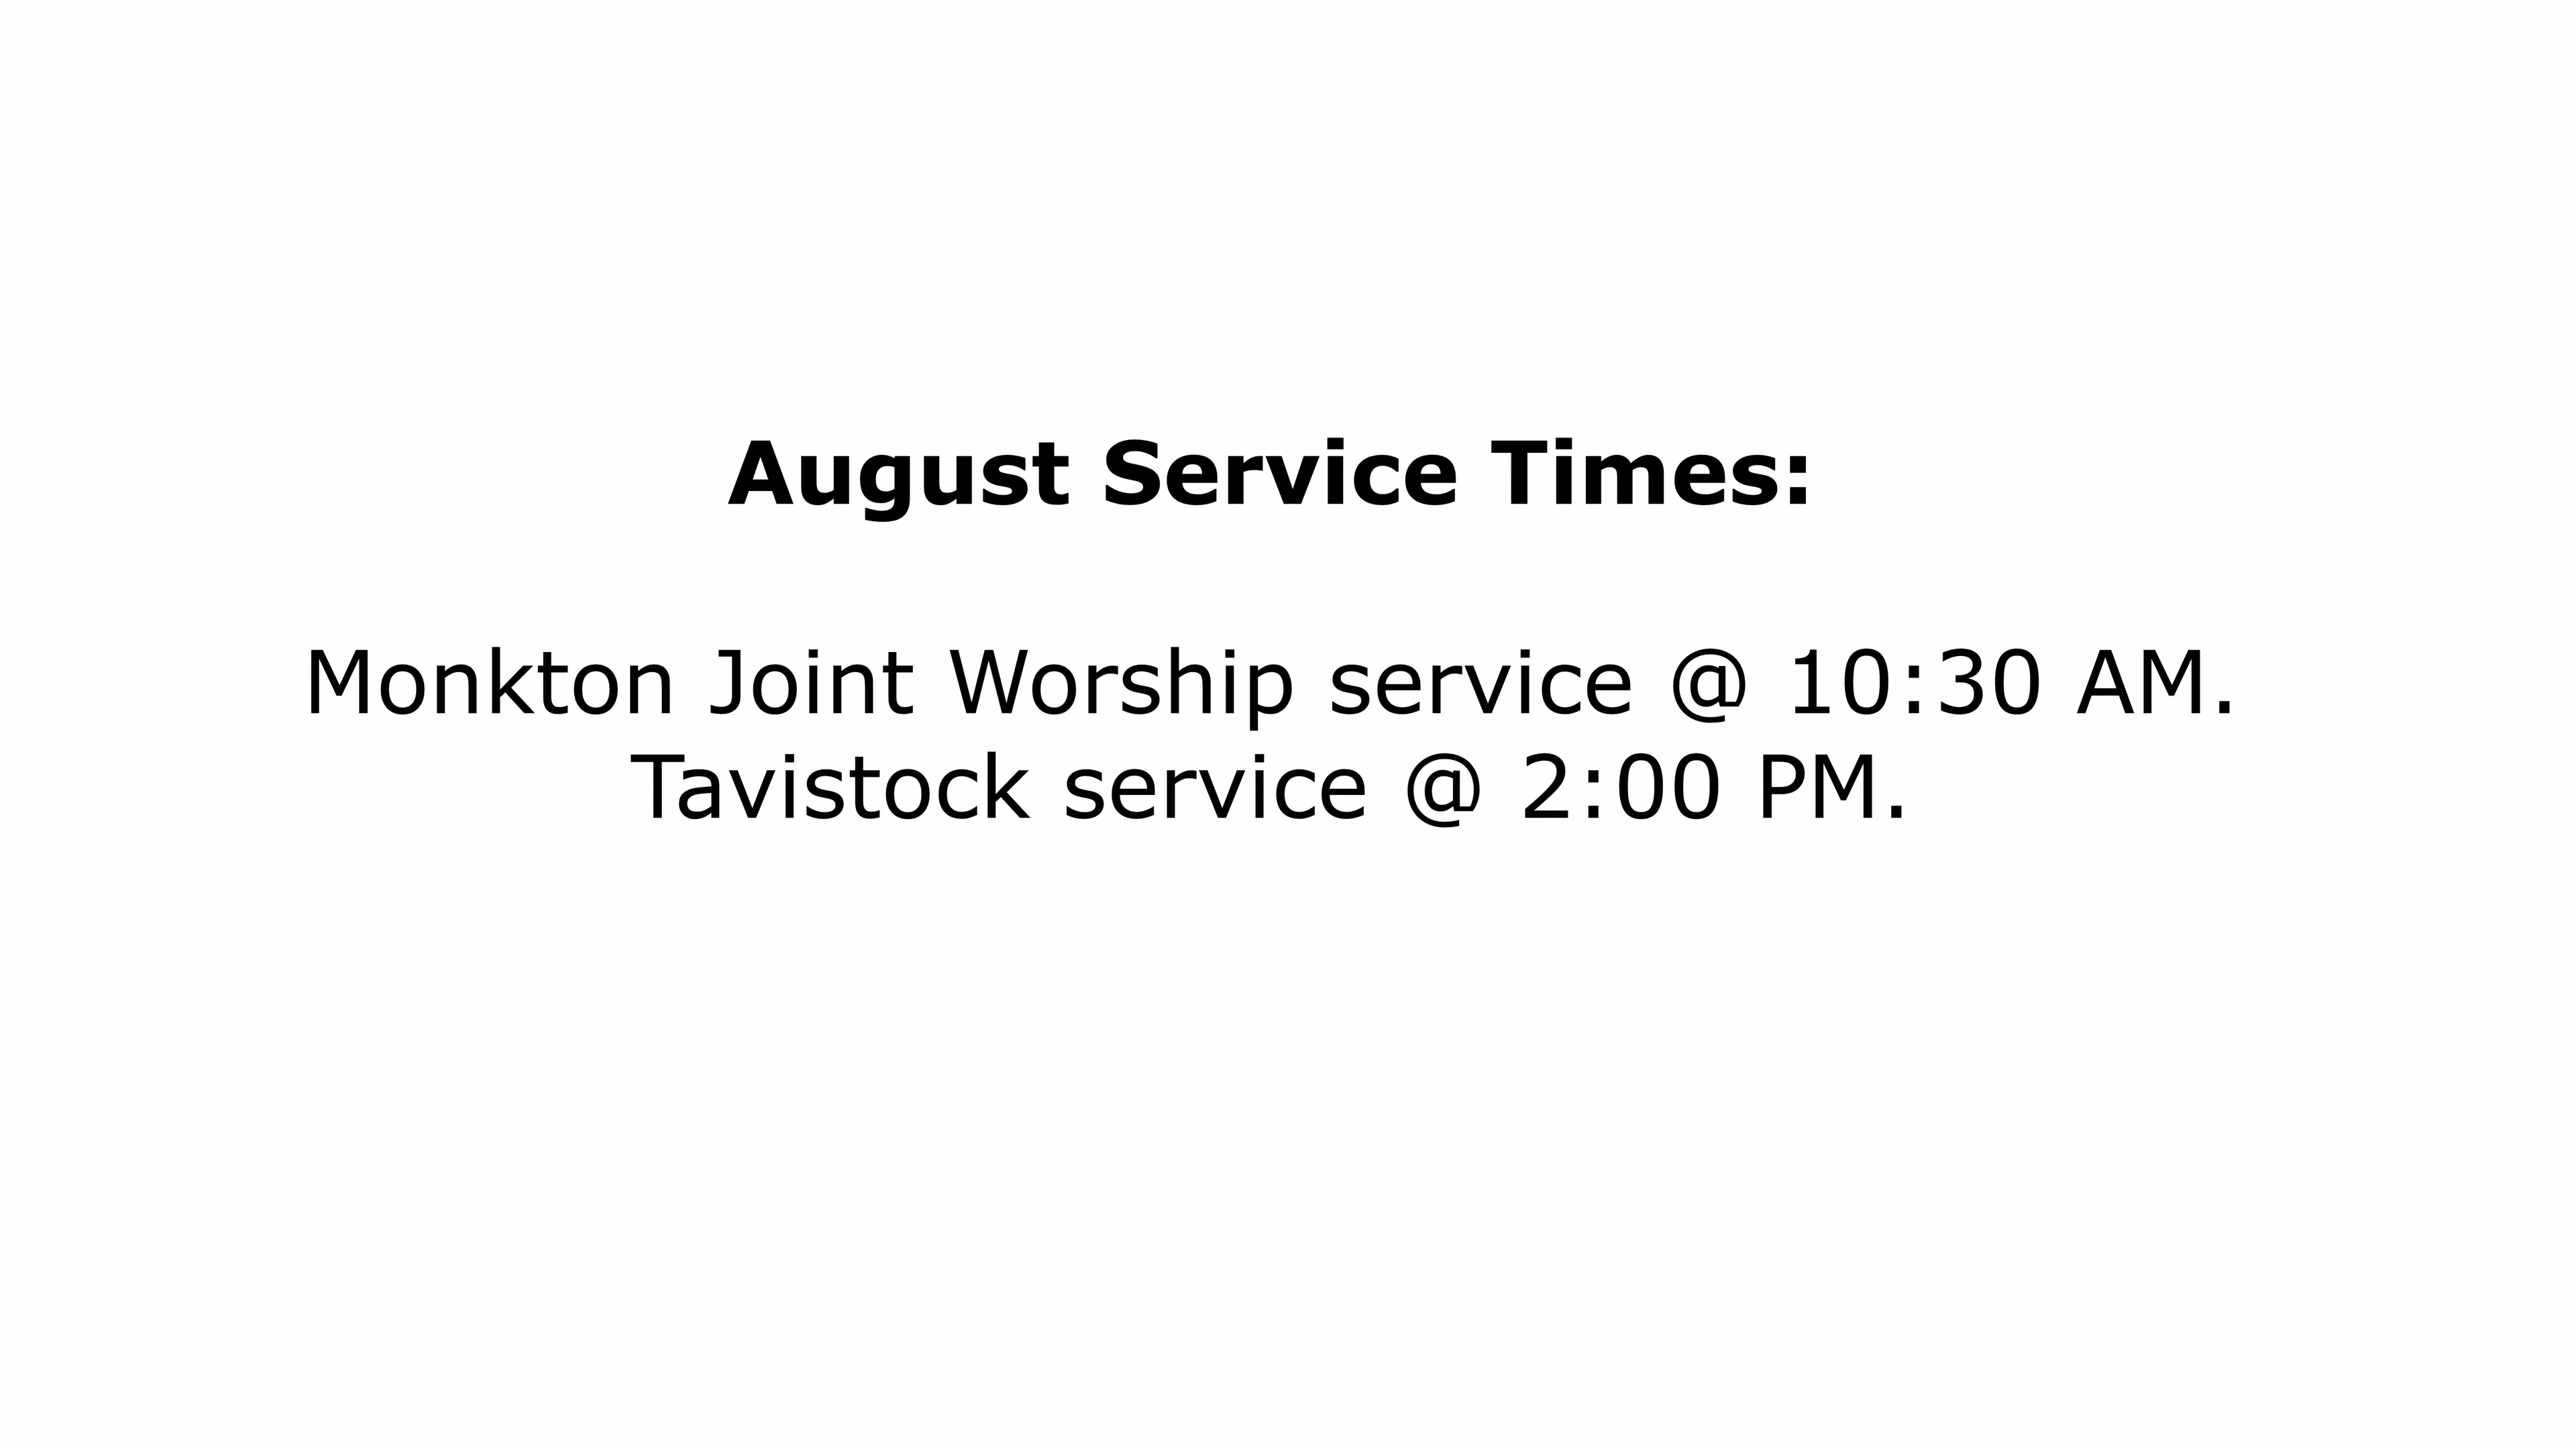 August Service Times:
Monkton Joint Worship service @ 10:30 AM.
Tavistock service @ 2:00 PM.